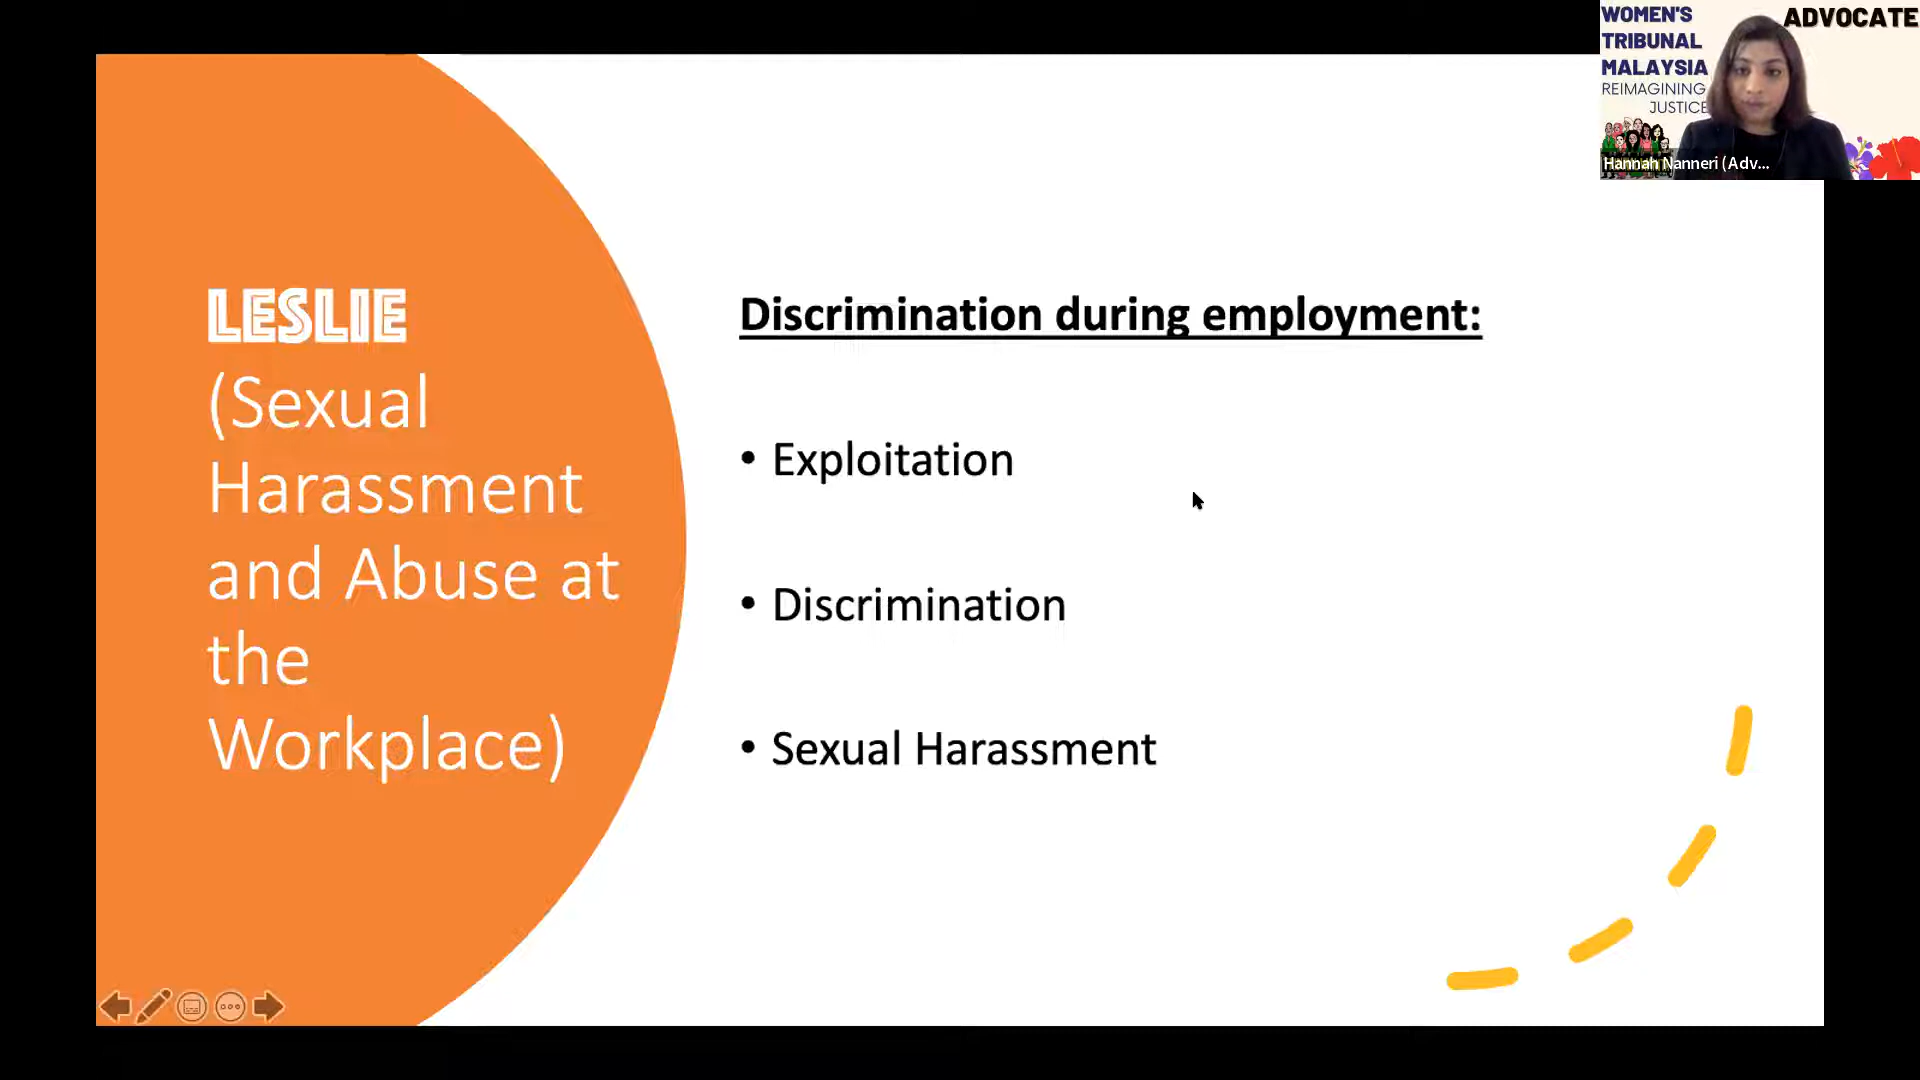 WOMEN'S
TRIBUNAL
MALAYSIA
REIMAGINING
JUSTICE
ADVOCATE
Hannah Nanneri (Adv...
LESLIE
(Sexual
Harassment
and Abuse at
the
Workplace)
Discrimination during employment:
• Exploitation
• Discrimination
• Sexual Harassment